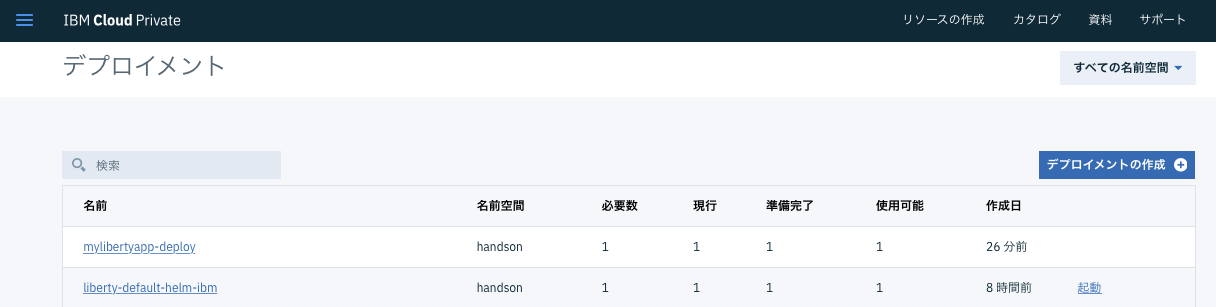 IBM Cloud Private リソースの作成 カタログ 資料 サポート
デプロイメント
すべての名前空間
検索
デプロイメントの作成
名前 名前空間 必要数 現行 準備完了 使用可能 作成日
mylibertyapp-deploy handson 1 1 1 1 26 分前
liberty-default-helm-ibm handson 1 1 1 1 8 時間前 起動